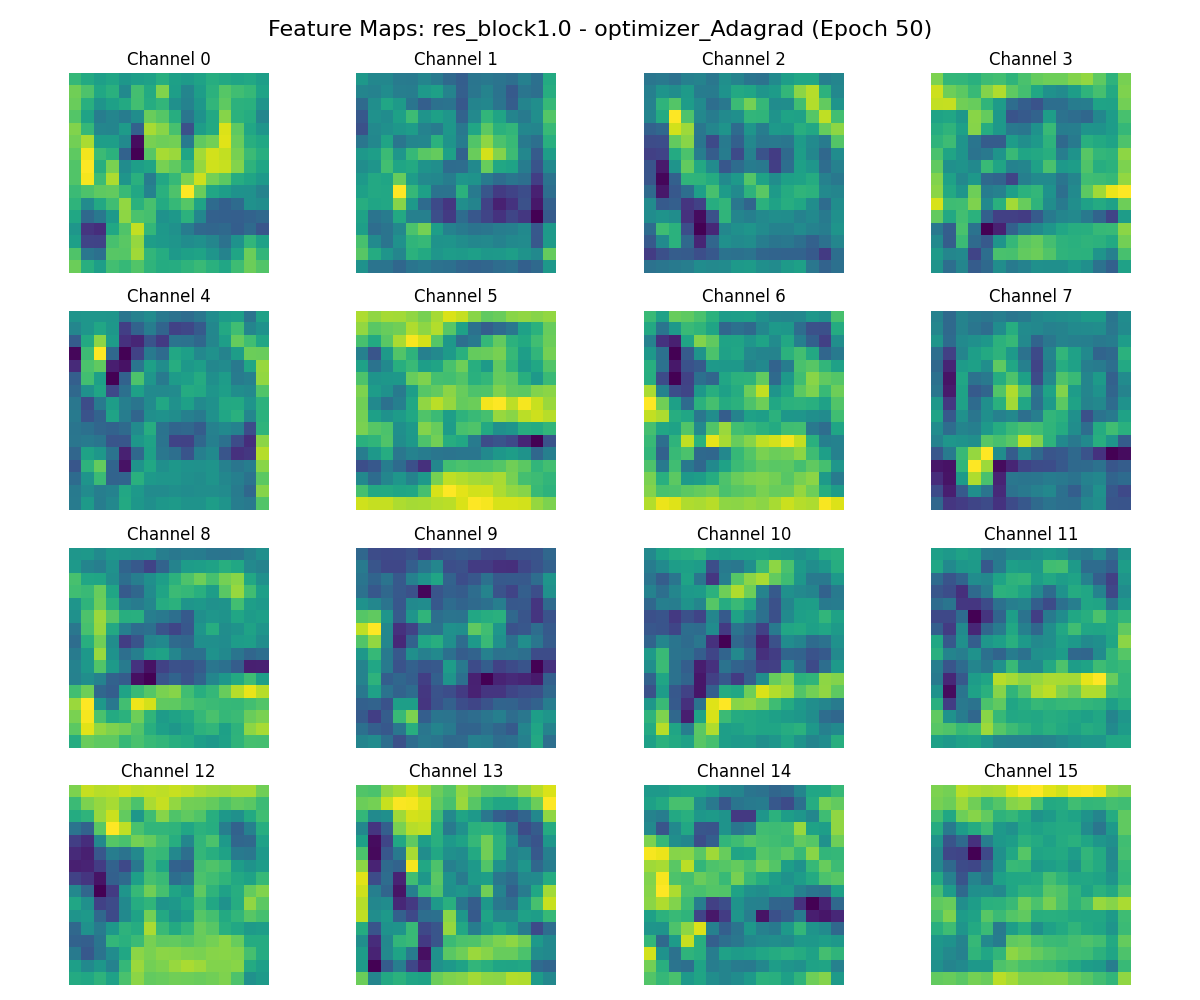 Feature Maps: res_block1.0 - optimizer_Adagrad (Epoch 50)
Channel 0
Channel 1
Channel 2
Channel 3
Channel 4
Channel 5
Channel 6
Channel 7
Channel 8
Channel 9
Channel 10
Channel 11
Channel 12
Channel 13
Channel 14
Channel 15